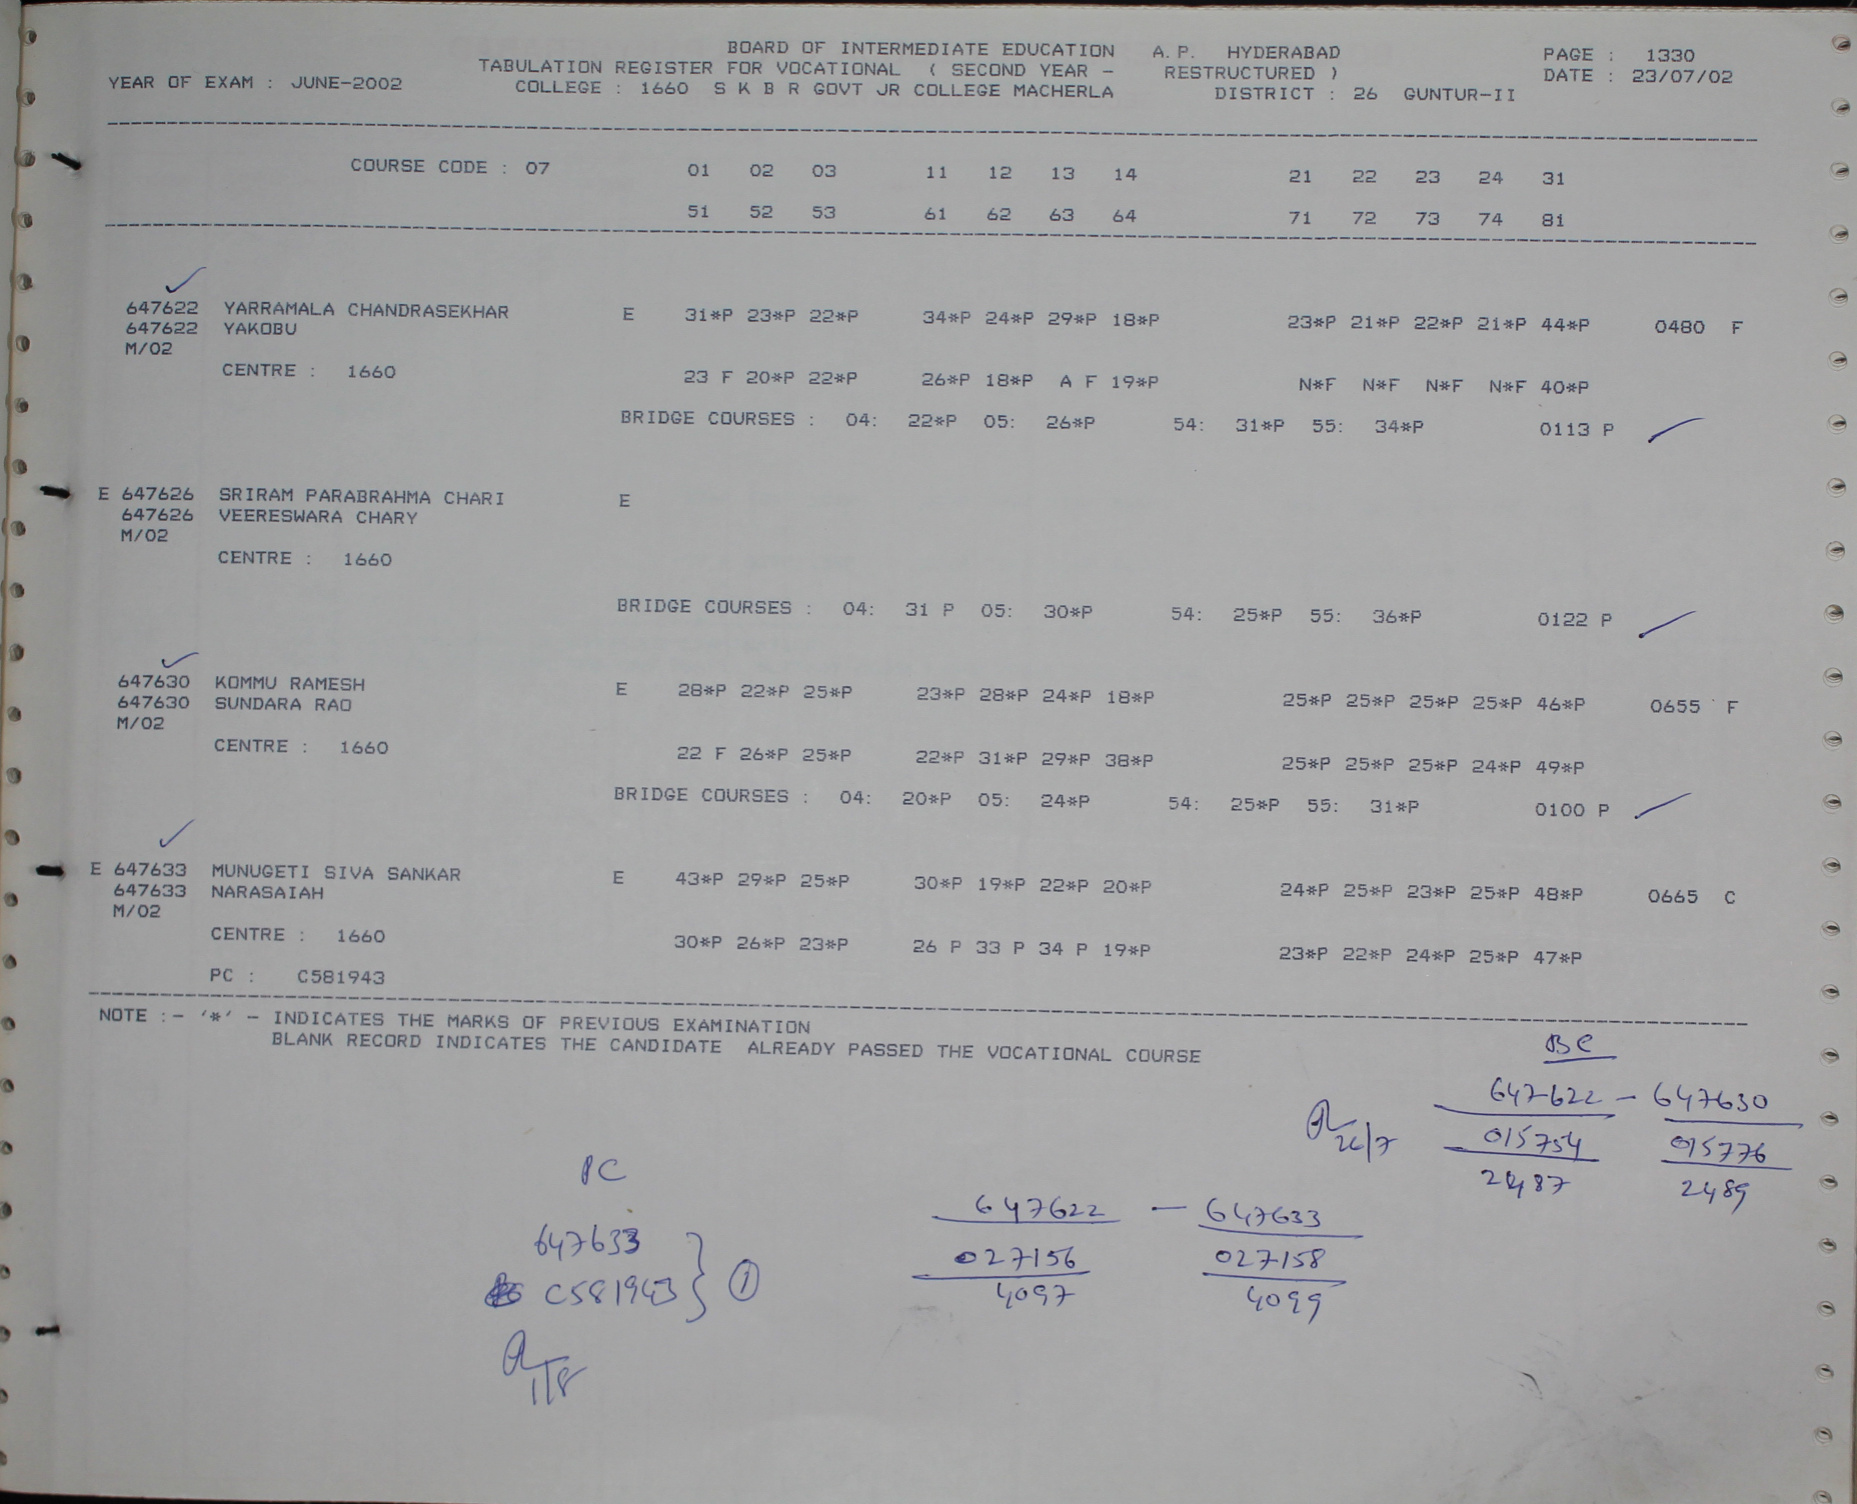 BOARD OF INTERMEDIATE EDUCATION A.P. HYDERABAD PAGE : 1330
TABULATION REGISTER FOR VOCATIONAL ( SECOND YEAR - RESTRUCTURED ) DATE : 23/07/02
YEAR OF EXAM : JUNE-2002 COLLEGE : 1660 S K B R GOVT JR COLLEGE MACHERLA DISTRICT : 26 GUNTUR-II
COURSE CODE : 07 01 02 03 11 12 13 14 21 22 23 24 31
51 52 53 61 62 63 64 71 72 73 74 81
647622 YARRAMALA CHANDRASEKHAR E 31*P 23*P 22*P 34*P 24*P 29*P 18*P 23*P 21*P 22*P 21*P 44*P 0480 F
647622 YAKOBU
M/02
CENTRE : 1660 23 F 20*P 22*P 26*P 18*P A F 19*P N*F N*F N*F N*F 40*P
BRIDGE COURSES : 04: 22*P 05: 26*P 54: 31*P 55: 34*P 0113 P
E 647626 SRIRAM PARABRAHMA CHARI E
647626 VEERESWARA CHARY
M/02
CENTRE : 1660
BRIDGE COURSES : 04: 31 P 05: 30*P 54: 25*P 55: 36*P 0122 P
647630 KOMMU RAMESH E 28*P 22*P 25*P 23*P 28*P 24*P 18*P 25*P 25*P 25*P 25*P 46*P 0655 F
647630 SUNDARA RAO
M/02
CENTRE : 1660 22 F 26*P 25*P 22*P 31*P 29*P 38*P 25*P 25*P 25*P 24*P 49*P
BRIDGE COURSES : 04: 20*P 05: 24*P 54: 25*P 55: 31*P 0100 P
E 647633 MUNUGETI SIVA SANKAR E 43*P 29*P 25*P 30*P 19*P 22*P 20*P 24*P 25*P 23*P 25*P 48*P 0665 C
647633 NARASAIAH
M/02
CENTRE : 1660 30*P 26*P 23*P 26 P 33 P 34 P 19*P 23*P 22*P 24*P 25*P 47*P
PC : C581943
NOTE :- '*' - INDICATES THE MARKS OF PREVIOUS EXAMINATION
BLANK RECORD INDICATES THE CANDIDATE ALREADY PASSED THE VOCATIONAL COURSE
BC
647622 - 647630
015754 015776
2487 2489
26/7
PC
647633
C581943 } 1
1/8
647622 - 647633
027156 027158
4097 4099